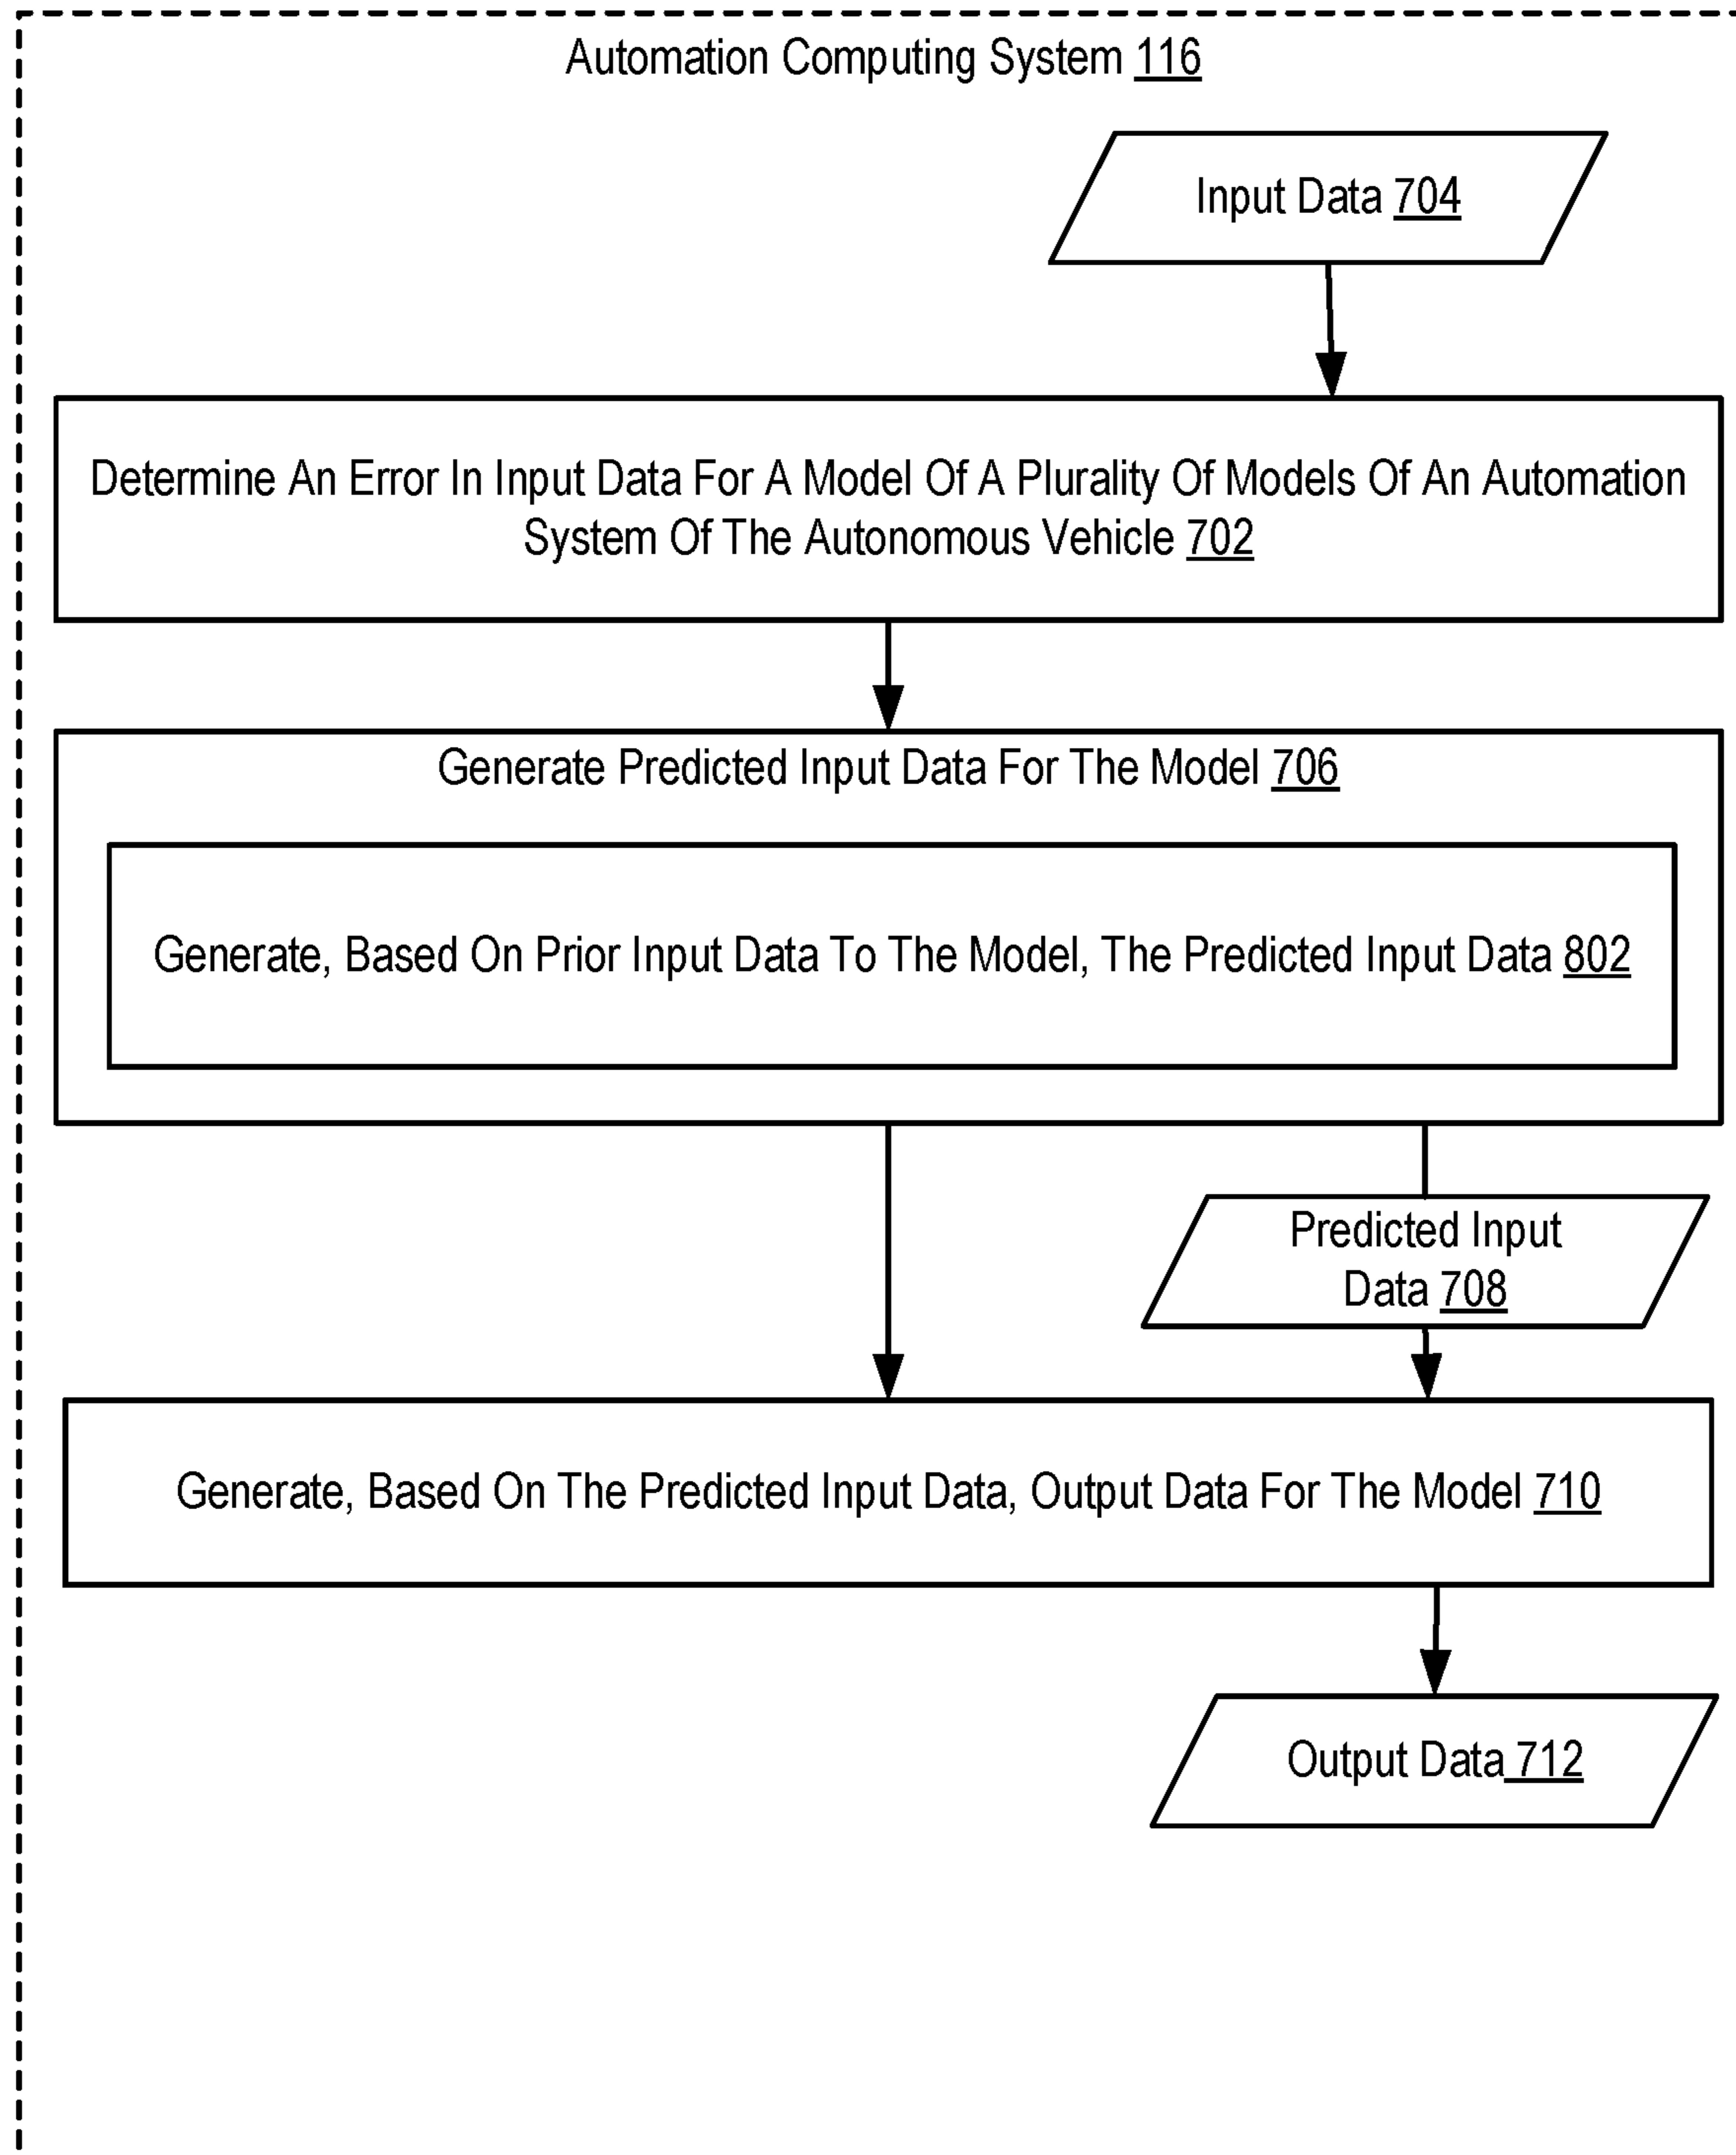 Automation Computing System 116
Input Data 704
Determine An Error In Input Data For A Model Of A Plurality Of Models Of An Automation
System Of The Autonomous Vehicle 702
Generate Predicted Input Data For The Model 706
Generate, Based On Prior Input Data To The Model, The Predicted Input Data 802
Predicted Input
Data 708
Generate, Based On The Predicted Input Data, Output Data For The Model 710
Output Data 712